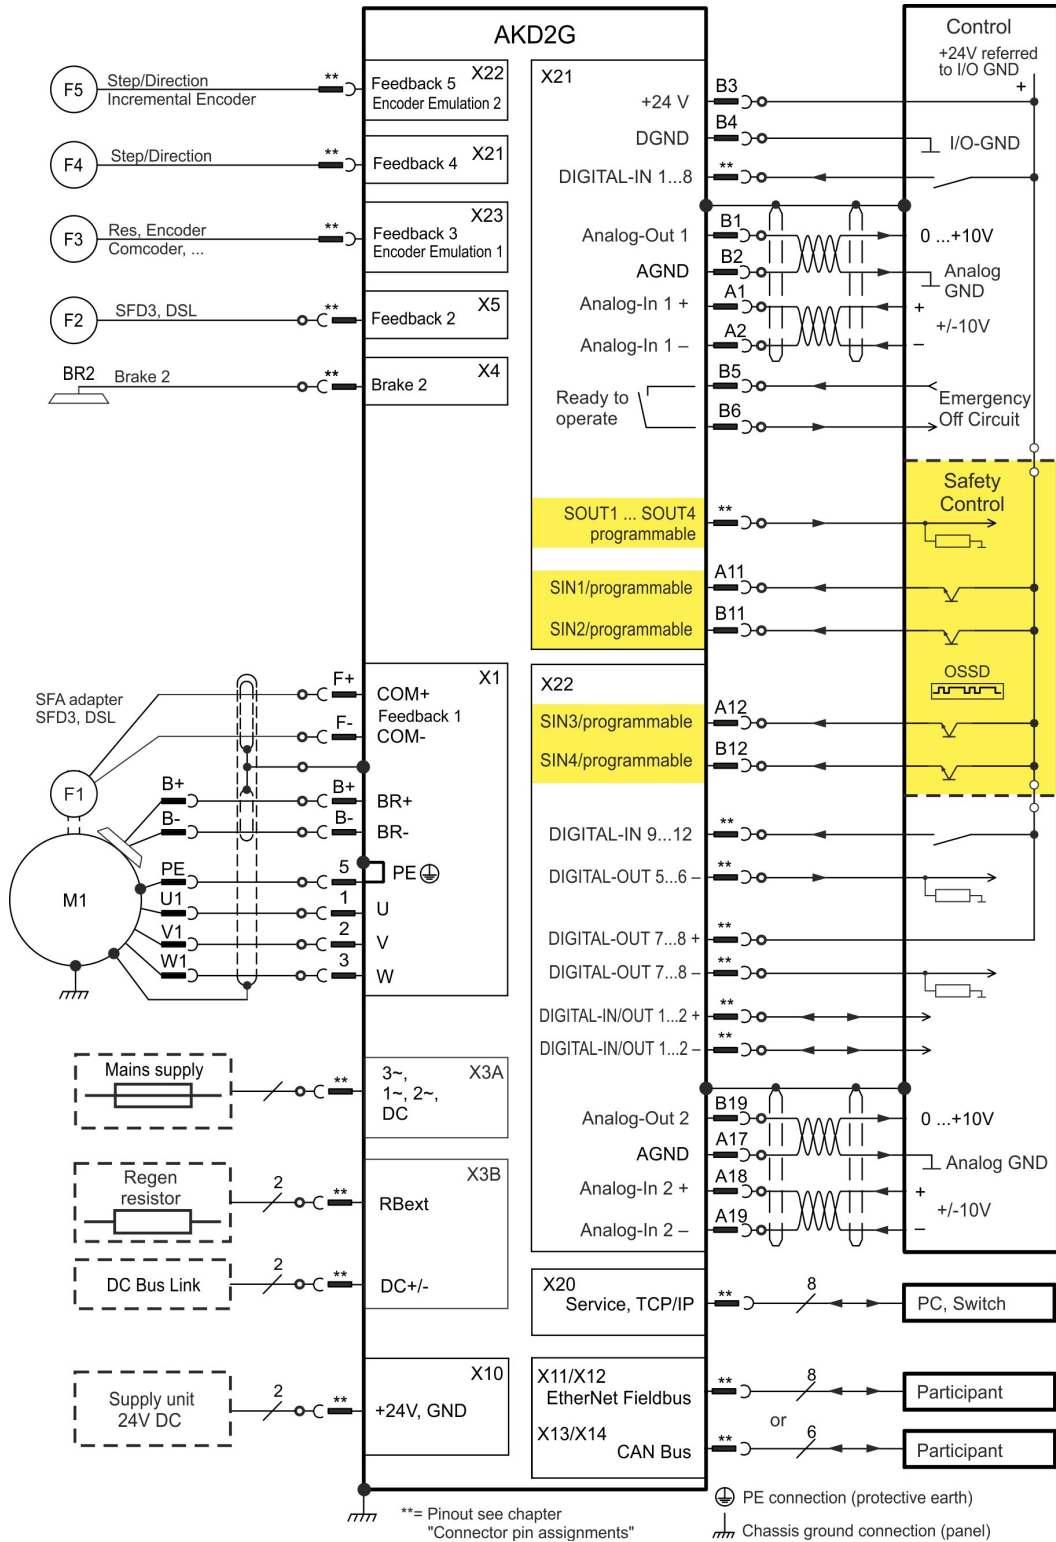 AKD2G
F5
Step/Direction
Incremental Encoder
**
X22
Feedback 5
Encoder Emulation 2
F4
Step/Direction
**
X21
Feedback 4
F3
Res, Encoder
Comcoder, ...
**
X23
Feedback 3
Encoder Emulation 1
F2
SFD3, DSL
**
X5
Feedback 2
BR2
Brake 2
**
X4
Brake 2
SFA adapter
SFD3, DSL
F1
M1
F+
F-
X1
COM+
Feedback 1
COM-
B+
B+
BR+
B-
B-
BR-
PE
5
PE
U1
1
U
V1
2
V
W1
3
W
Mains supply
**
3~,
1~, 2~,
DC
X3A
Regen
resistor
2
**
X3B
RBext
DC Bus Link
2
**
DC+/-
Supply unit
24V DC
2
**
X10
+24V, GND
X21
+24 V
B3
DGND
B4
DIGITAL-IN 1...8
**
Analog-Out 1
B1
AGND
B2
Analog-In 1 +
A1
Analog-In 1 –
A2
Ready to
operate
B5
B6
SOUT1 ... SOUT4
programmable
**
SIN1/programmable
A11
SIN2/programmable
B11
X22
SIN3/programmable
A12
SIN4/programmable
B12
DIGITAL-IN 9...12
**
DIGITAL-OUT 5...6 –
**
DIGITAL-OUT 7...8 +
**
DIGITAL-OUT 7...8 –
**
DIGITAL-IN/OUT 1...2 +
**
DIGITAL-IN/OUT 1...2 –
**
Analog-Out 2
B19
AGND
A17
Analog-In 2 +
A18
Analog-In 2 –
A19
X20
Service, TCP/IP
**
8
PC, Switch
X11/X12
EtherNet Fieldbus
**
8
Participant
or
X13/X14
CAN Bus
**
6
Participant
Control
+24V referred
to I/O GND
+
I/O-GND
0 ...+10V
Analog
GND
+
+/-10V
–
Emergency
Off Circuit
Safety
Control
OSSD
0 ...+10V
Analog GND
+
+/-10V
–
**= Pinout see chapter
"Connector pin assignments"
PE connection (protective earth)
Chassis ground connection (panel)